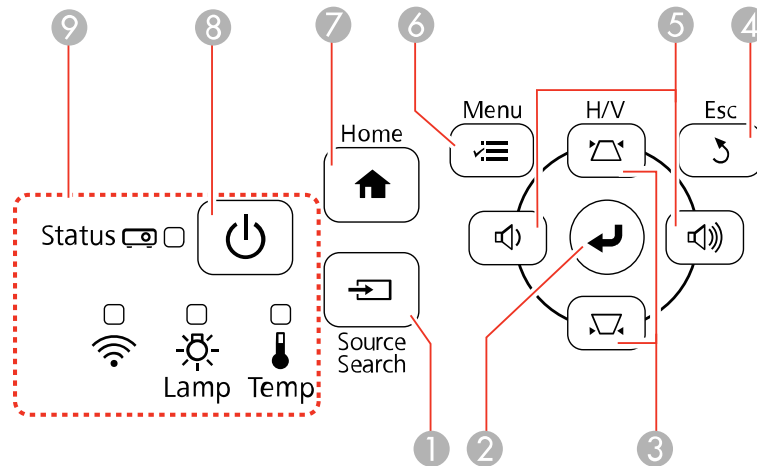 9 8 7 6 5 4
Menu H/V Esc
Home
Status
Source
Search
Lamp Temp
1 2 3